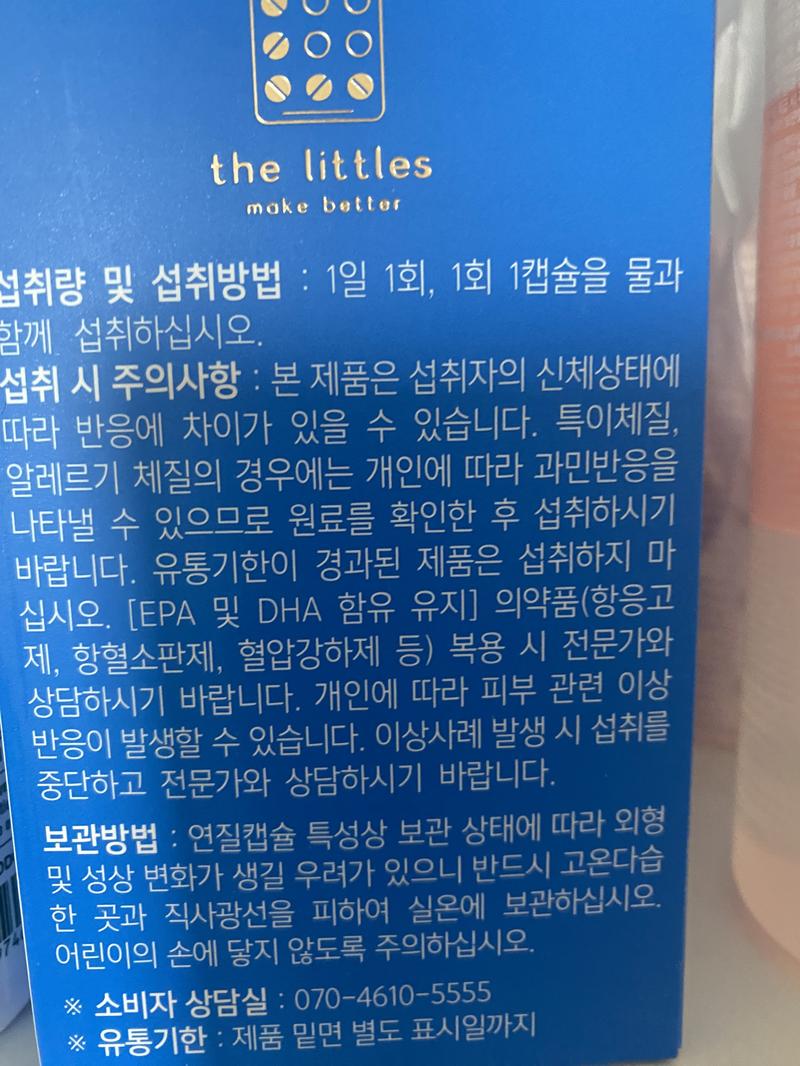 the littles
make better
섭취량 및 섭취방법 : 1일 1회, 1회 1캡슐을 물과
함께 섭취하십시오.
섭취 시 주의사항 : 본 제품은 섭취자의 신체상태에
따라 반응에 차이가 있을 수 있습니다. 특이체질,
알레르기 체질의 경우에는 개인에 따라 과민반응을
나타낼 수 있으므로 원료를 확인한 후 섭취하시기
바랍니다. 유통기한이 경과된 제품은 섭취하지 마
십시오. [EPA 및 DHA 함유 유지] 의약품(항응고
제, 항혈소판제, 혈압강하제 등) 복용 시 전문가와
상담하시기 바랍니다. 개인에 따라 피부 관련 이상
반응이 발생할 수 있습니다. 이상사례 발생 시 섭취를
중단하고 전문가와 상담하시기 바랍니다.
보관방법 : 연질캡슐 특성상 보관 상태에 따라 외형
및 성상 변화가 생길 우려가 있으니 반드시 고온다습
한 곳과 직사광선을 피하여 실온에 보관하십시오.
어린이의 손에 닿지 않도록 주의하십시오.
※ 소비자 상담실 : 070-4610-5555
※ 유통기한 : 제품 밑면 별도 표시일까지